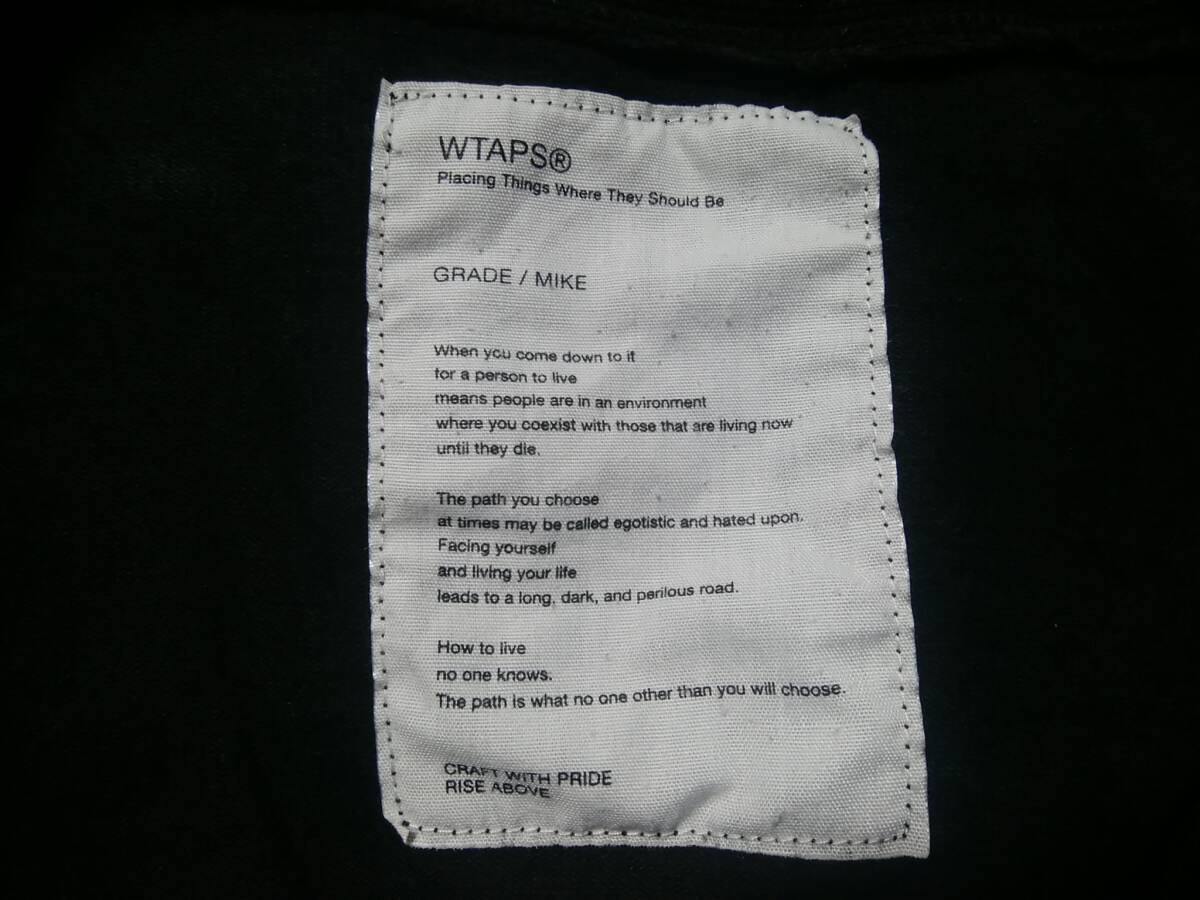 WTAPS®
Placing Things Where They Should Be
GRADE / MIKE
When you come down to it
for a person to live
means people are in an environment
where you coexist with those that are living now
until they die.
The path you choose
at times may be called egotistic and hated upon.
Facing yourself
and living your life
leads to a long, dark, and perilous road.
How to live
no one knows.
The path is what no one other than you will choose.
CRAFT WITH PRIDE
RISE ABOVE